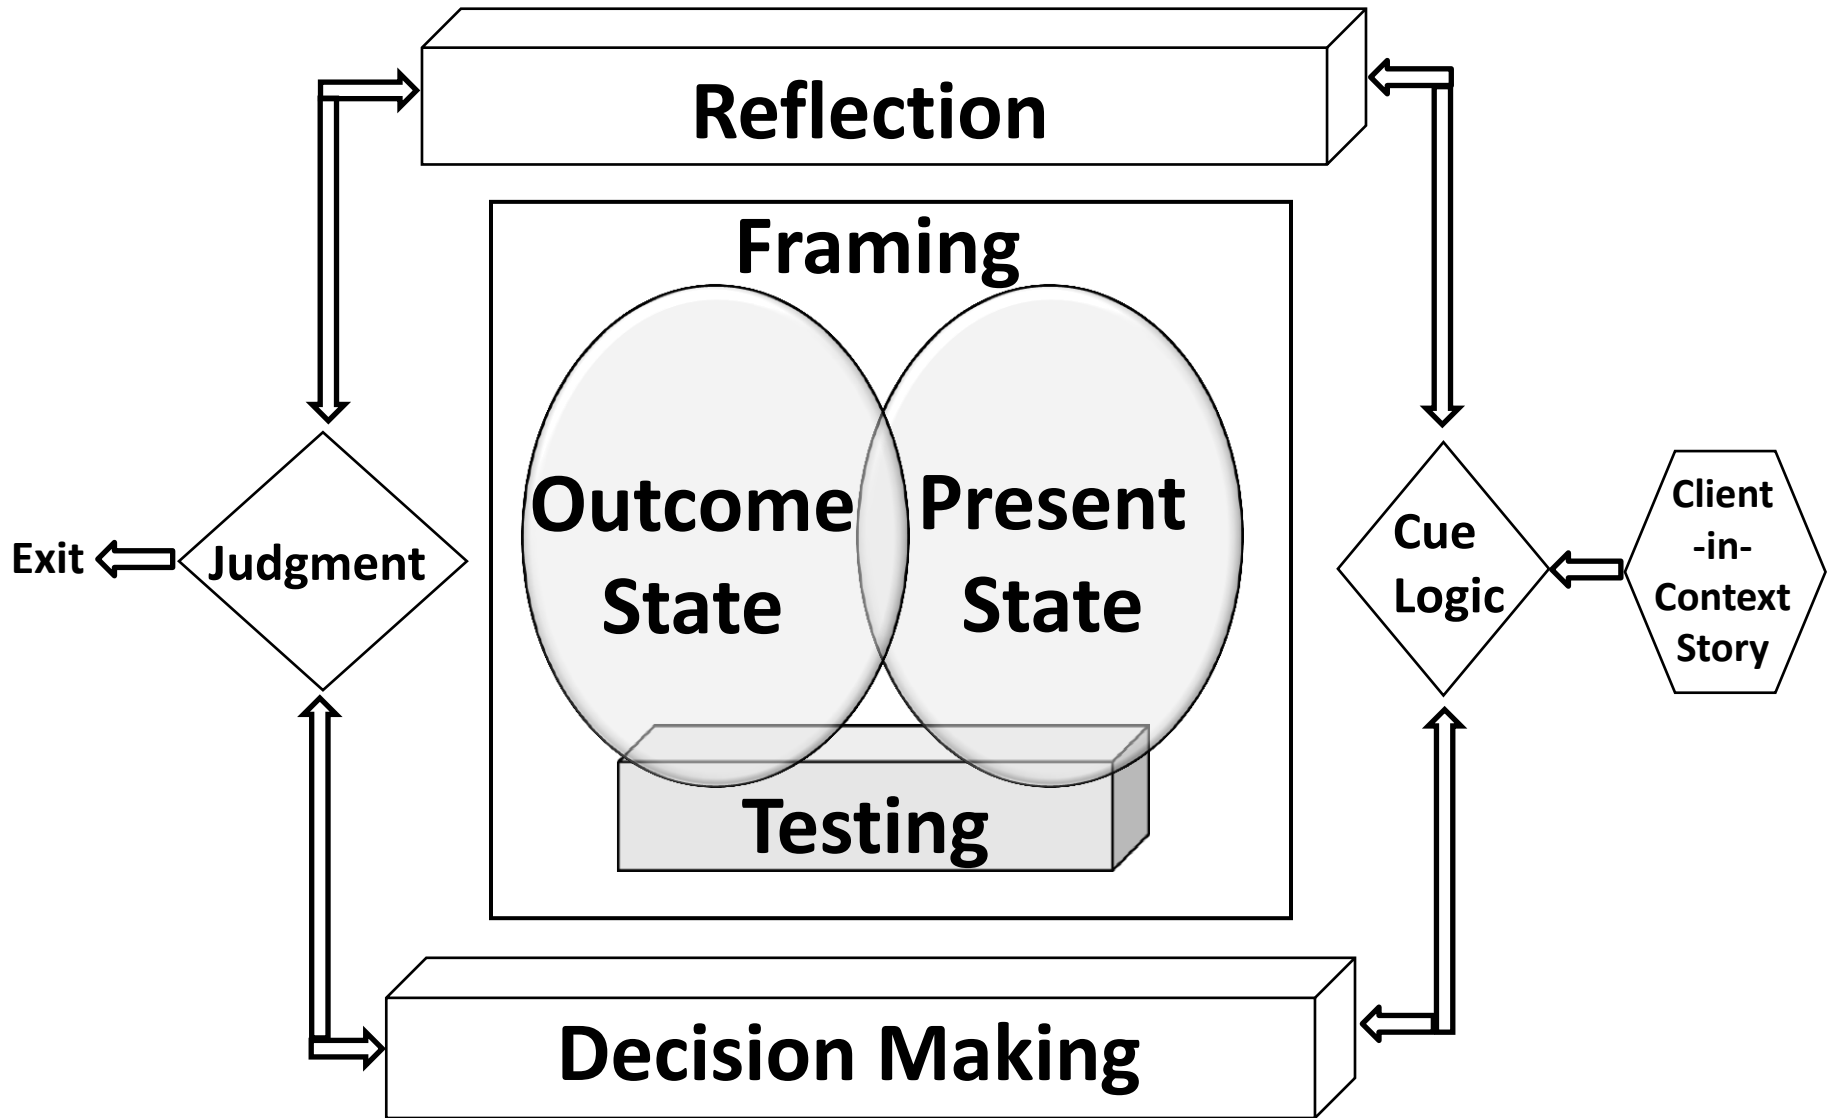 Reflection
Framing
Outcome
State
Present
State
Testing
Exit
Judgment
Cue
Logic
Client
-in-
Context
Story
Decision Making